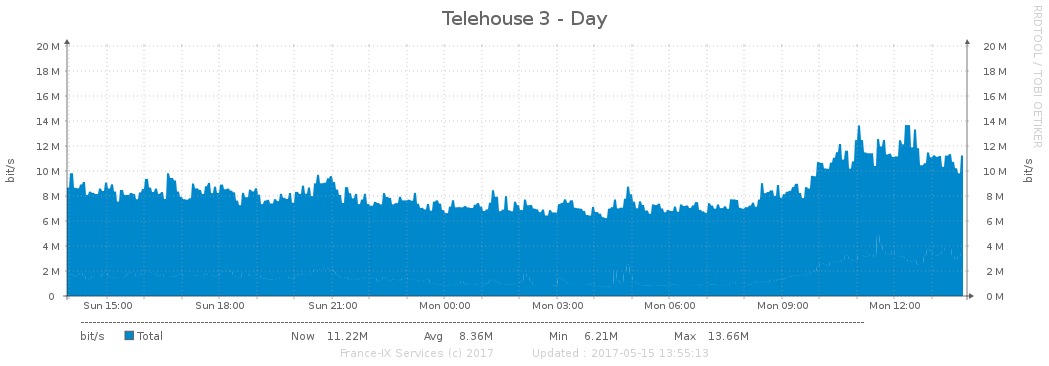 Telehouse 3 - Day
RRDTOOL / TOBI OETIKER
bit/s
20 M 20 M
18 M 18 M
16 M 16 M
14 M 14 M
12 M 12 M
10 M 10 M
8 M 8 M
6 M 6 M
4 M 4 M
2 M 2 M
0 0 M
bit/s
Sun 15:00 Sun 18:00 Sun 21:00 Mon 00:00 Mon 03:00 Mon 06:00 Mon 09:00 Mon 12:00
bit/s Total Now 11.22M Avg 8.36M Min 6.21M Max 13.66M
France-IX Services (c) 2017 Updated : 2017-05-15 13:55:13